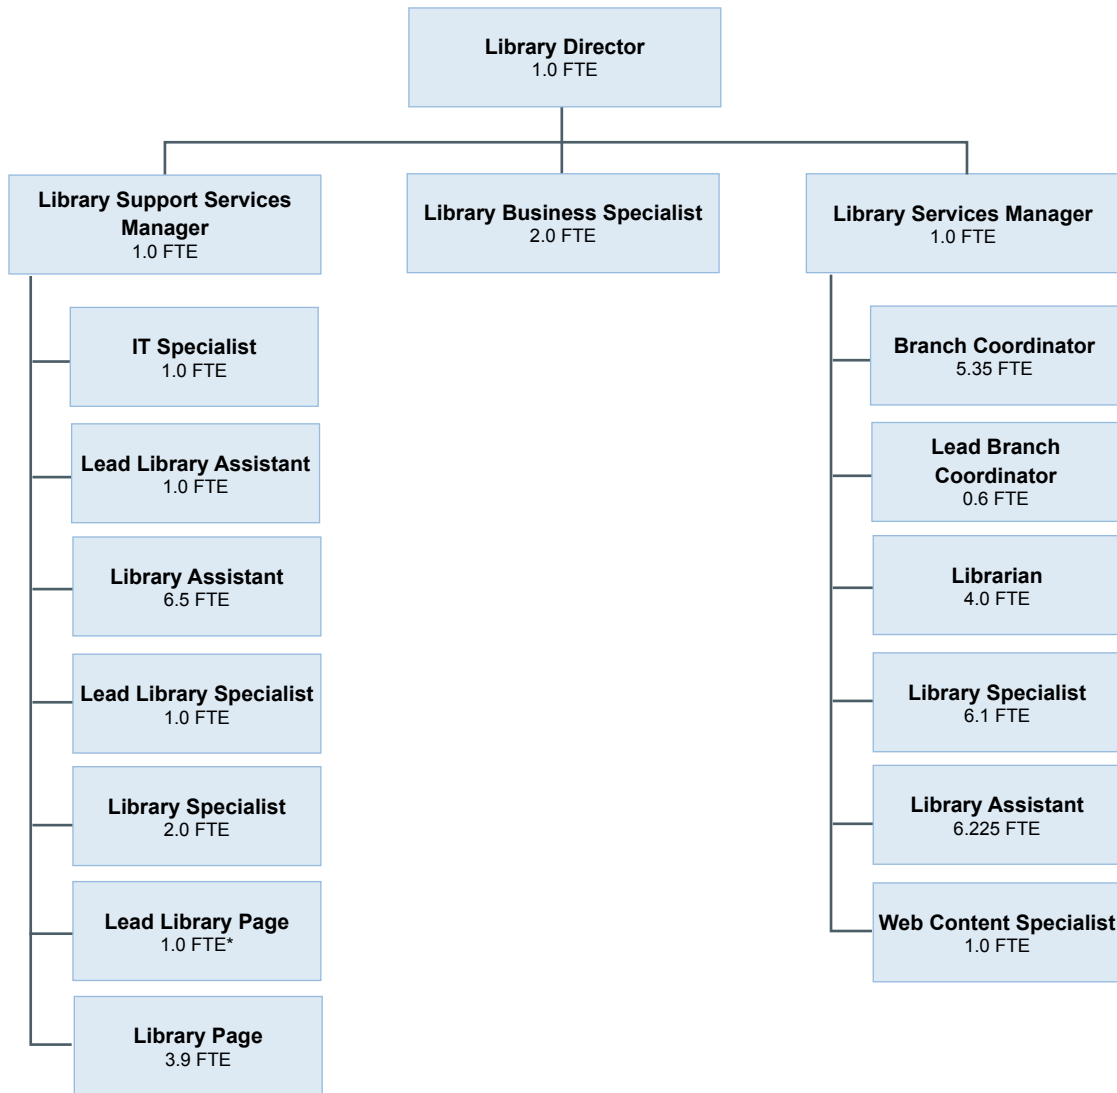 Library Director
1.0 FTE
Library Support Services
Manager
1.0 FTE
Library Business Specialist
2.0 FTE
Library Services Manager
1.0 FTE
IT Specialist
1.0 FTE
Lead Library Assistant
1.0 FTE
Library Assistant
6.5 FTE
Lead Library Specialist
1.0 FTE
Library Specialist
2.0 FTE
Lead Library Page
1.0 FTE*
Library Page
3.9 FTE
Branch Coordinator
5.35 FTE
Lead Branch
Coordinator
0.6 FTE
Librarian
4.0 FTE
Library Specialist
6.1 FTE
Library Assistant
6.225 FTE
Web Content Specialist
1.0 FTE